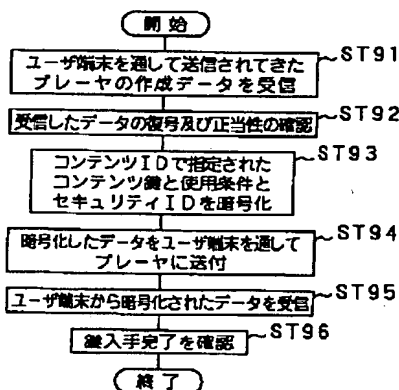 開始
ユーザ端末を通して送信されてきた
プレーヤの作成データを受信
ST91
受信したデータの復号及び正当性の確認
ST92
コンテンツIDで指定された
コンテンツ鍵と使用条件と
セキュリティIDを暗号化
ST93
暗号化したデータをユーザ端末を通して
プレーヤに送付
ST94
ユーザ端末から暗号化されたデータを受信
ST95
鍵入手完了を確認
ST96
終了